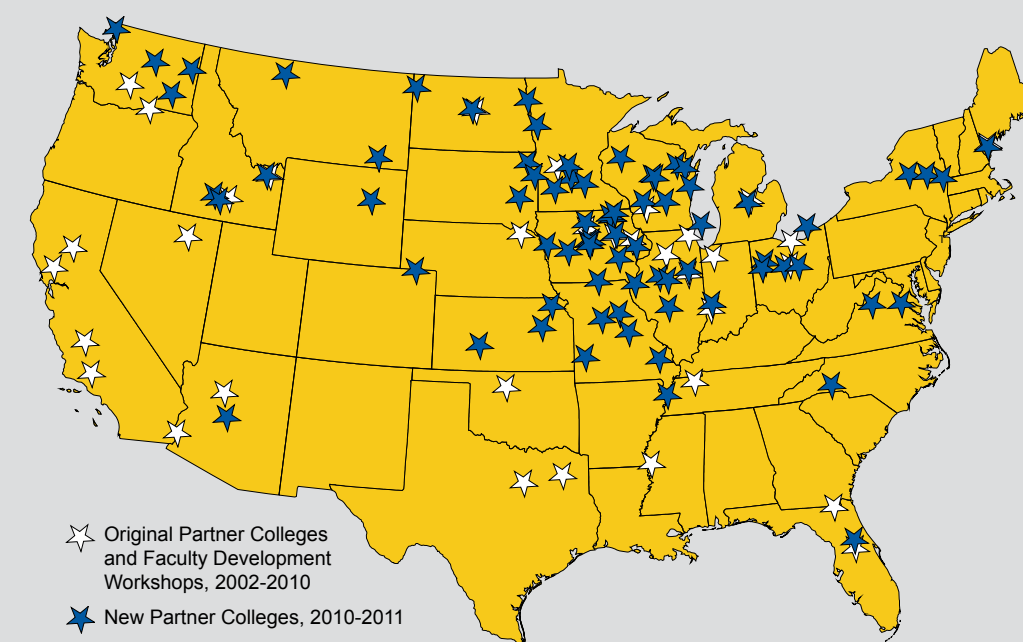 Original Partner Colleges
and Faculty Development
Workshops, 2002-2010
New Partner Colleges, 2010-2011